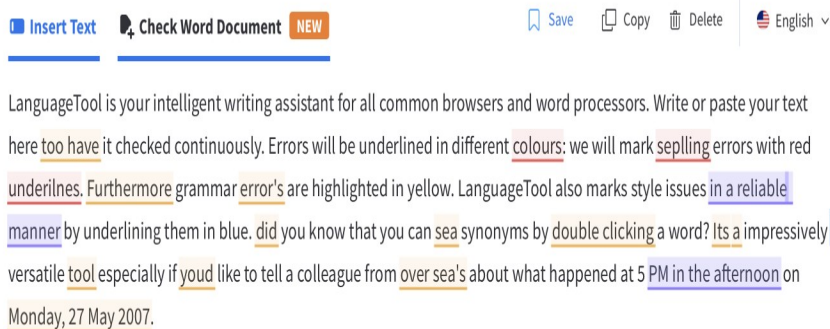 Insert Text Check Word Document NEW Save Copy Delete English
LanguageTool is your intelligent writing assistant for all common browsers and word processors. Write or paste your text
here too have it checked continuously. Errors will be underlined in different colours: we will mark seplling errors with red
underilnes. Furthermore grammar error's are highlighted in yellow. LanguageTool also marks style issues in a reliable
manner by underlining them in blue. did you know that you can sea synonyms by double clicking a word? Its a impressively
versatile tool especially if youd like to tell a colleague from over sea's about what happened at 5 PM in the afternoon on
Monday, 27 May 2007.